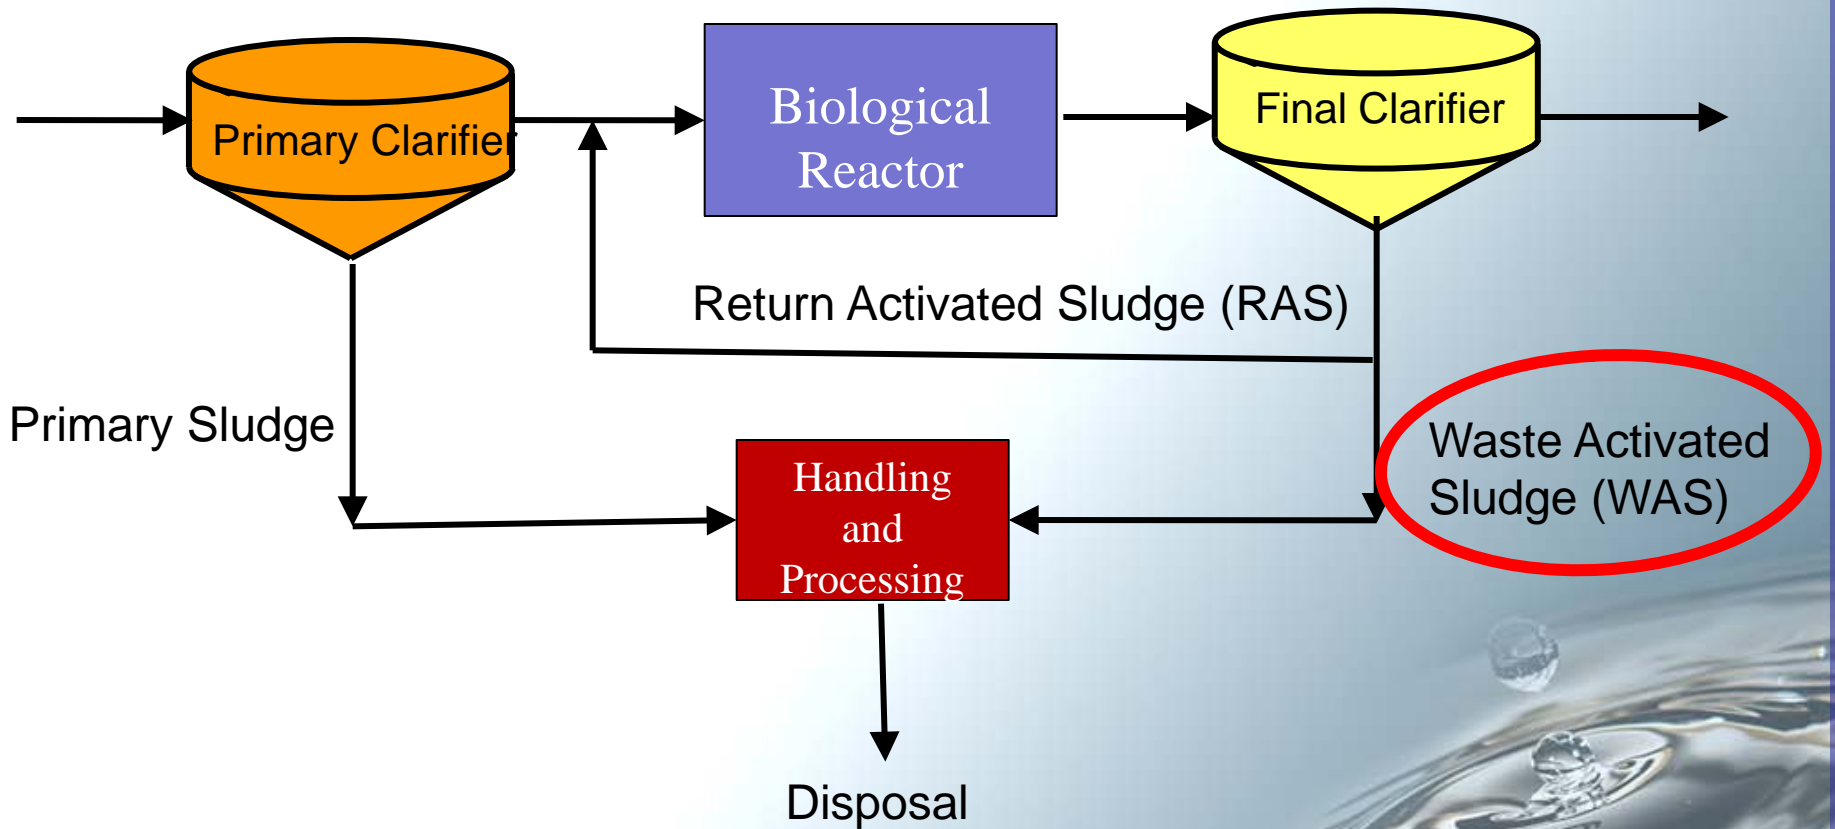 Primary Clarifier
Biological
Reactor
Final Clarifier
Return Activated Sludge (RAS)
Primary Sludge
Handling
and
Processing
Waste Activated
Sludge (WAS)
Disposal